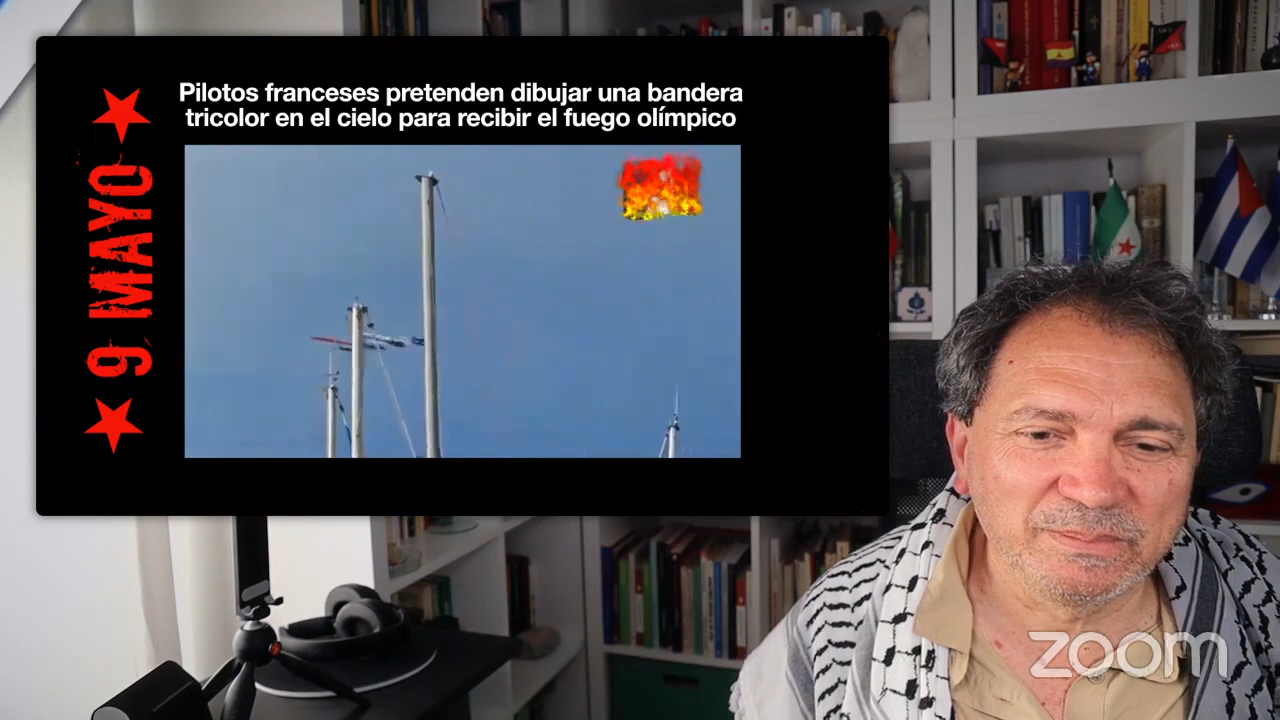 Pilotos franceses pretenden dibujar una bandera
tricolor en el cielo para recibir el fuego olímpico
9 MAYO
zoom